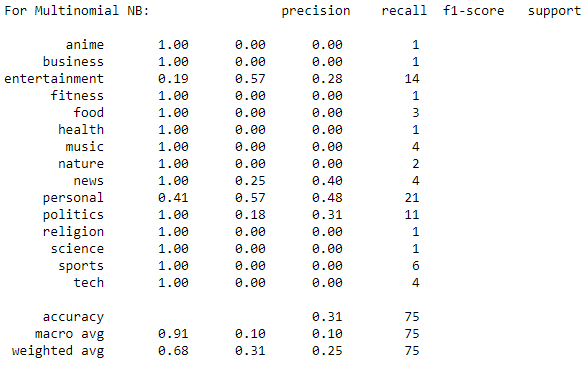 For Multinomial NB:                 precision    recall  f1-score   support

        anime       1.00      0.00      0.00         1
     business       1.00      0.00      0.00         1
entertainment       0.19      0.57      0.28        14
      fitness       1.00      0.00      0.00         1
         food       1.00      0.00      0.00         3
       health       1.00      0.00      0.00         1
        music       1.00      0.00      0.00         4
       nature       1.00      0.00      0.00         2
         news       1.00      0.25      0.40         4
     personal       0.41      0.57      0.48        21
     politics       1.00      0.18      0.31        11
     religion       1.00      0.00      0.00         1
      science       1.00      0.00      0.00         1
       sports       1.00      0.00      0.00         6
         tech       1.00      0.00      0.00         4

     accuracy                           0.31        75
    macro avg       0.91      0.10      0.10        75
 weighted avg       0.68      0.31      0.25        75